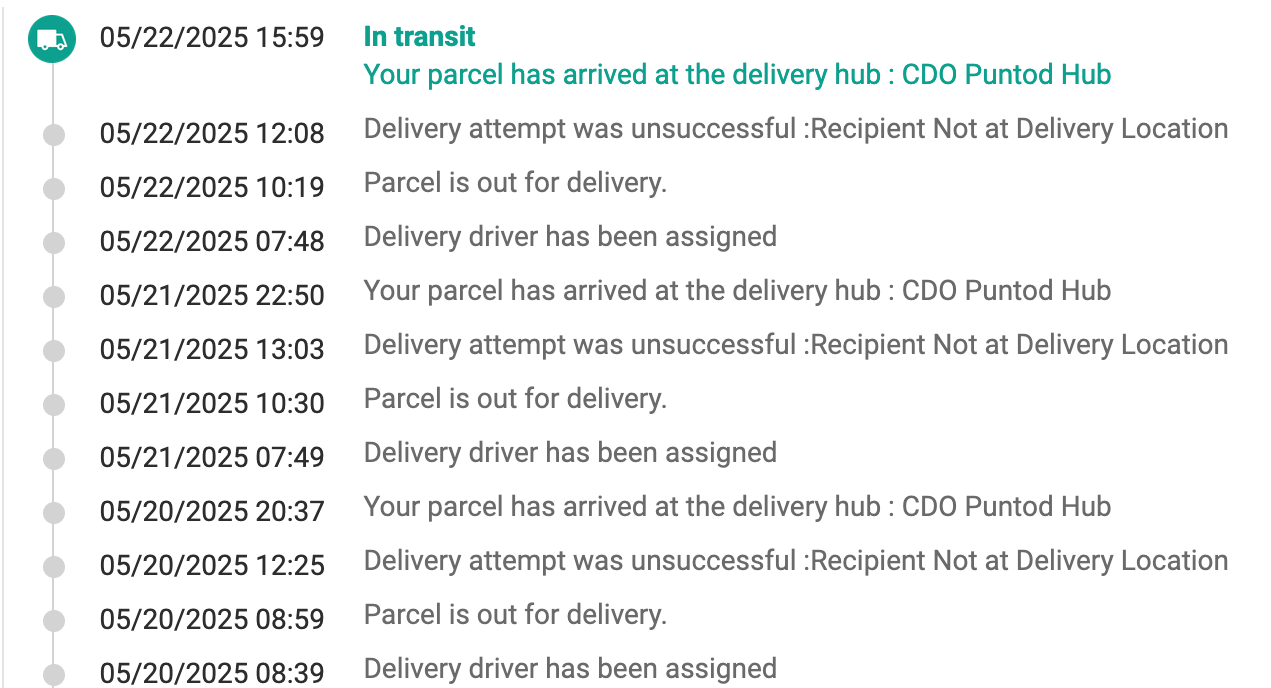 05/22/2025 15:59 In transit
Your parcel has arrived at the delivery hub : CDO Puntod Hub
05/22/2025 12:08 Delivery attempt was unsuccessful :Recipient Not at Delivery Location
05/22/2025 10:19 Parcel is out for delivery.
05/22/2025 07:48 Delivery driver has been assigned
05/21/2025 22:50 Your parcel has arrived at the delivery hub : CDO Puntod Hub
05/21/2025 13:03 Delivery attempt was unsuccessful :Recipient Not at Delivery Location
05/21/2025 10:30 Parcel is out for delivery.
05/21/2025 07:49 Delivery driver has been assigned
05/20/2025 20:37 Your parcel has arrived at the delivery hub : CDO Puntod Hub
05/20/2025 12:25 Delivery attempt was unsuccessful :Recipient Not at Delivery Location
05/20/2025 08:59 Parcel is out for delivery.
05/20/2025 08:39 Delivery driver has been assigned